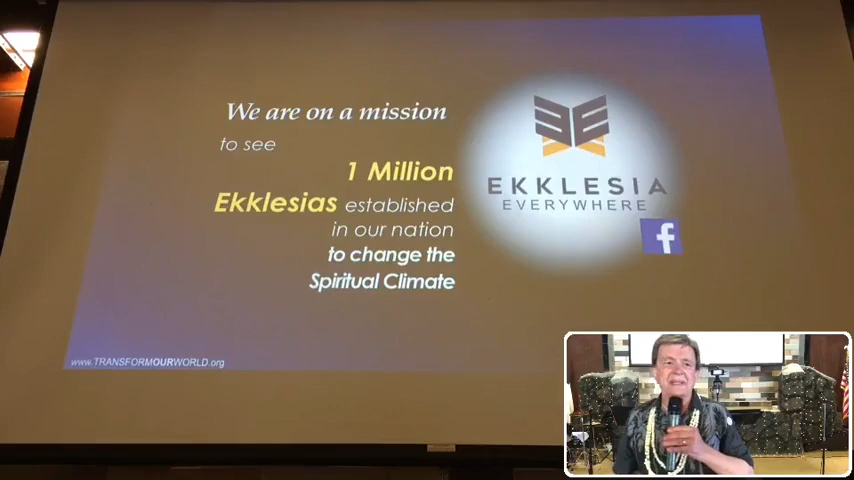 We are on a mission
to see
1 Million
Ekklesias established
in our nation
to change the
Spiritual Climate
EKKLESIA
EVERYWHERE
f
www.TRANSFORMOURWORLD.org